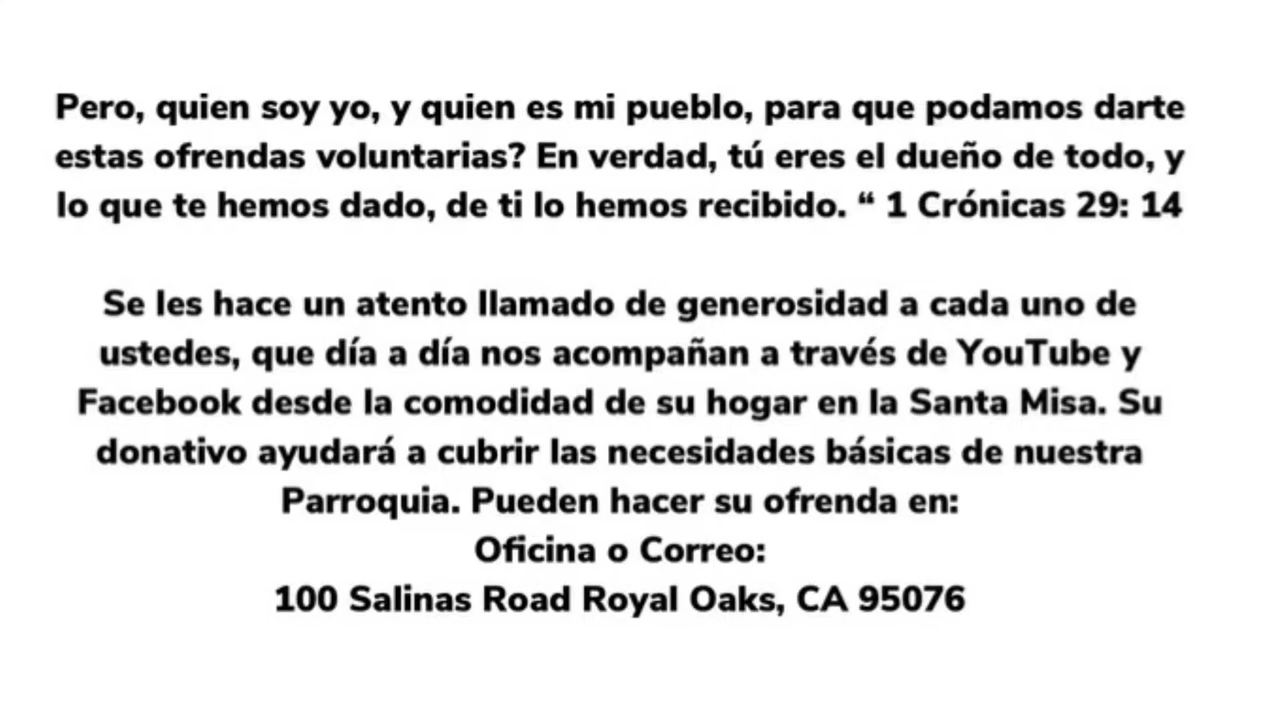 Pero, quien soy yo, y quien es mi pueblo, para que podamos darte
estas ofrendas voluntarias? En verdad, tú eres el dueño de todo, y
lo que te hemos dado, de ti lo hemos recibido. “ 1 Crónicas 29: 14
Se les hace un atento llamado de generosidad a cada uno de
ustedes, que día a día nos acompañan a través de YouTube y
Facebook desde la comodidad de su hogar en la Santa Misa. Su
donativo ayudará a cubrir las necesidades básicas de nuestra
Parroquia. Pueden hacer su ofrenda en:
Oficina o Correo:
100 Salinas Road Royal Oaks, CA 95076